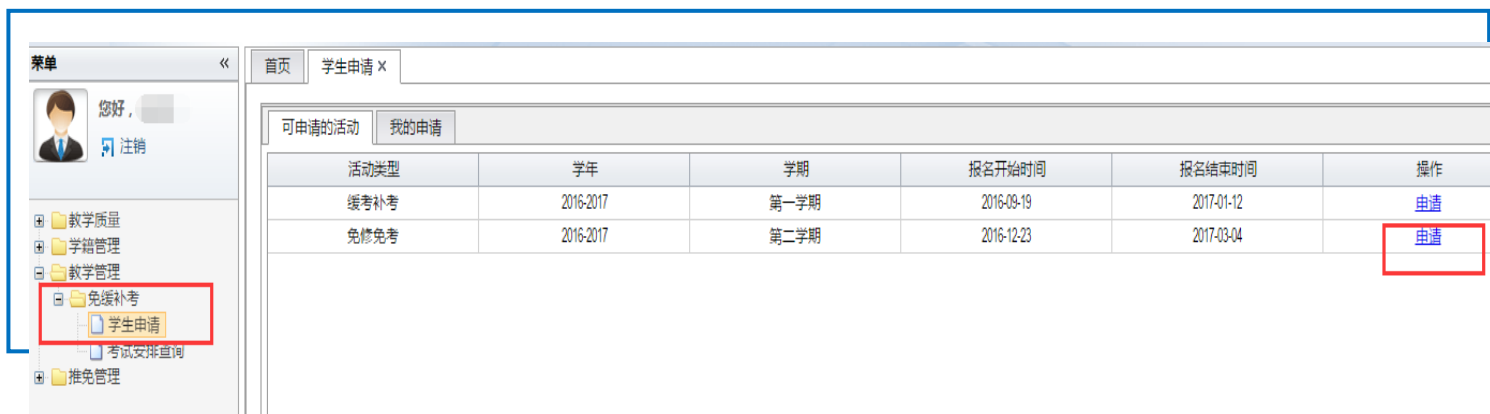 菜单 «
您好，
注销
教学质量
学籍管理
教学管理
免缓补考
学生申请
考试安排查询
推免管理
首页 学生申请 ×
可申请的活动 我的申请
活动类型 学年 学期 报名开始时间 报名结束时间 操作
缓考补考 2016-2017 第一学期 2016-09-19 2017-01-12 申请
免修免考 2016-2017 第二学期 2016-12-23 2017-03-04 申请